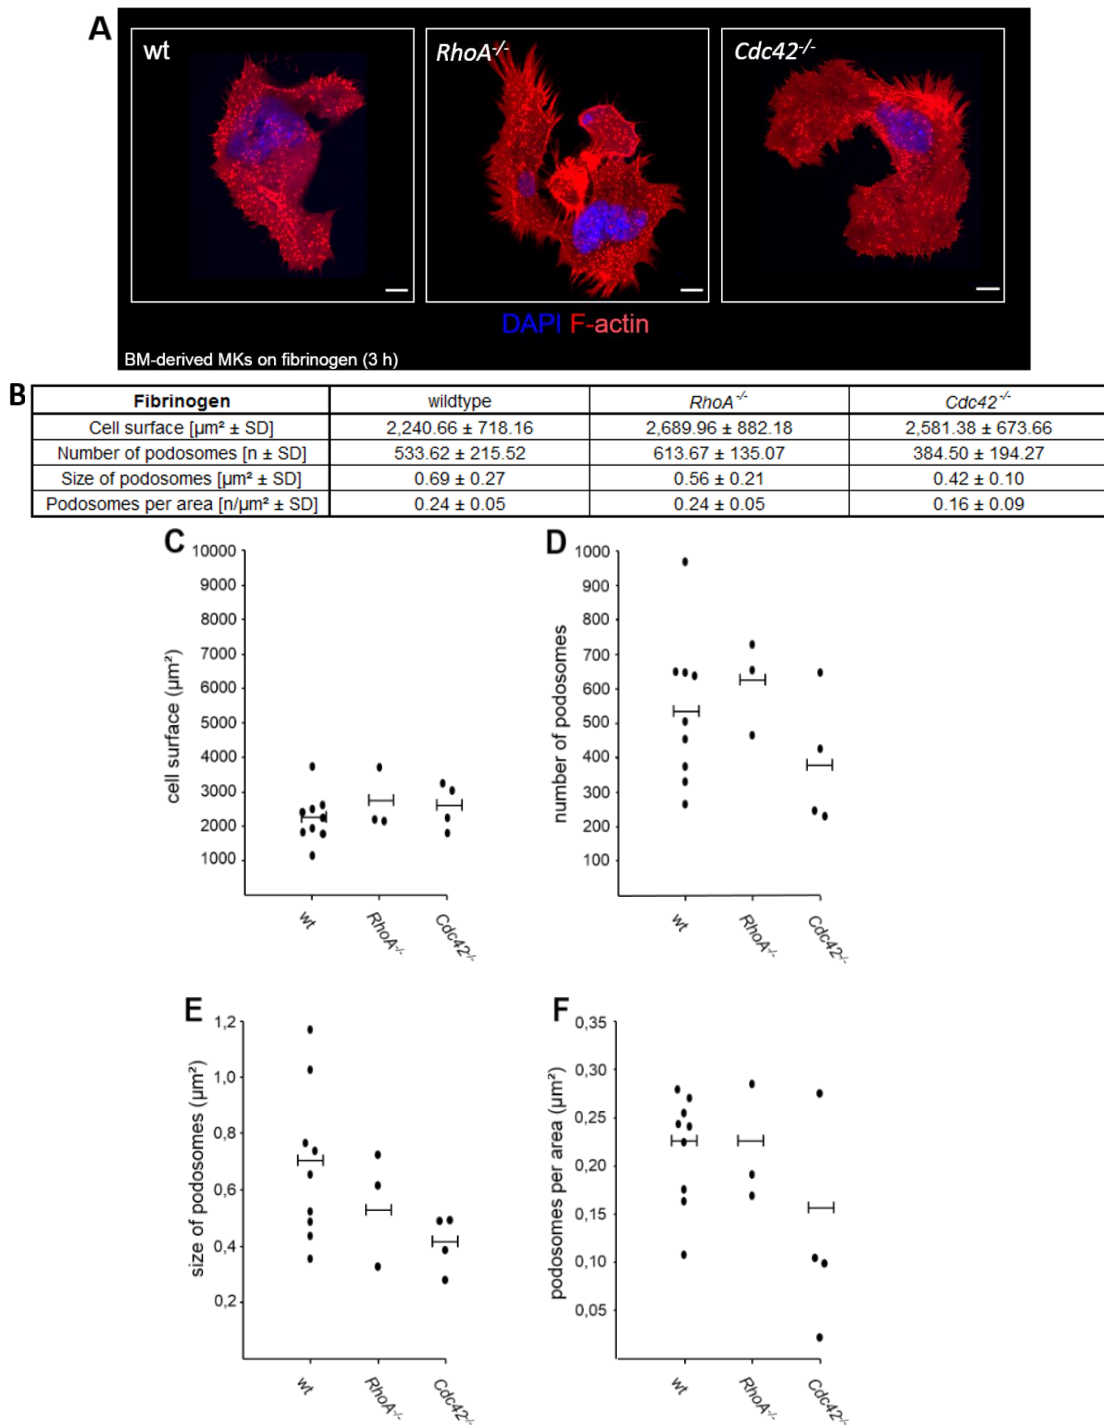 A
wt
RhoA-/-
Cdc42-/-
DAPI F-actin
BM-derived MKs on fibrinogen (3 h)
B
Fibrinogen wildtype RhoA-/- Cdc42-/-
Cell surface [µm² ± SD] 2,240.66 ± 718.16 2,689.96 ± 882.18 2,581.38 ± 673.66
Number of podosomes [n ± SD] 533.62 ± 215.52 613.67 ± 135.07 384.50 ± 194.27
Size of podosomes [µm² ± SD] 0.69 ± 0.27 0.56 ± 0.21 0.42 ± 0.10
Podosomes per area [n/µm² ± SD] 0.24 ± 0.05 0.24 ± 0.05 0.16 ± 0.09
C
cell surface (µm²)
10000
9000
8000
7000
6000
5000
4000
3000
2000
1000
wt
RhoA-/-
Cdc42-/-
D
number of podosomes
1000
900
800
700
600
500
400
300
200
100
wt
RhoA-/-
Cdc42-/-
E
size of podosomes (µm²)
1,2
1,0
0,8
0,6
0,4
0,2
wt
RhoA-/-
Cdc42-/-
F
podosomes per area (µm²)
0,35
0,30
0,25
0,20
0,15
0,10
0,05
wt
RhoA-/-
Cdc42-/-